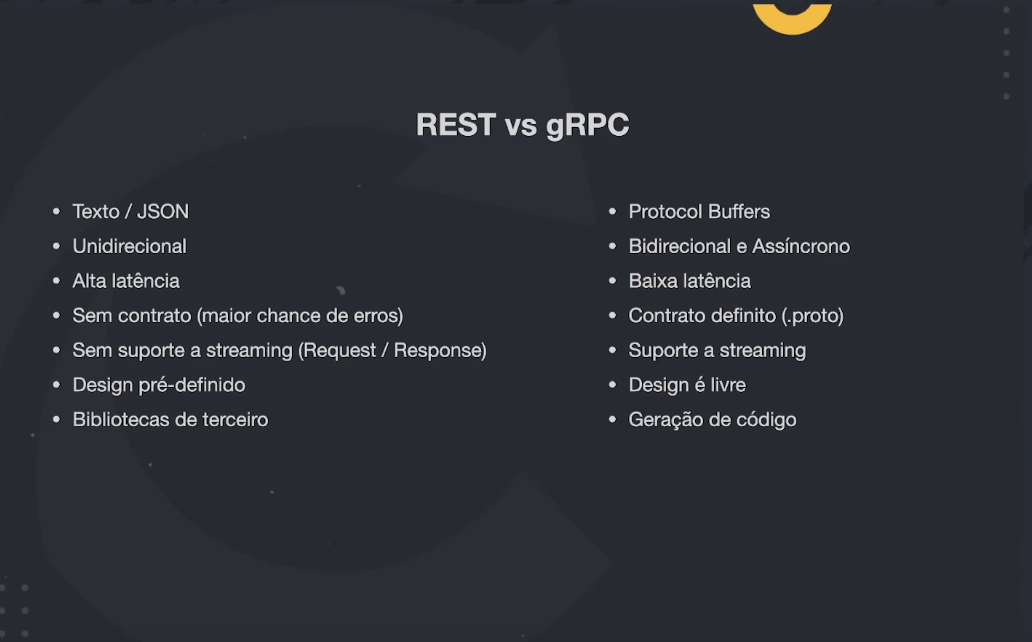 REST vs gRPC
• Texto / JSON
• Unidirecional
• Alta latência
• Sem contrato (maior chance de erros)
• Sem suporte a streaming (Request / Response)
• Design pré-definido
• Bibliotecas de terceiro
• Protocol Buffers
• Bidirecional e Assíncrono
• Baixa latência
• Contrato definito (.proto)
• Suporte a streaming
• Design é livre
• Geração de código